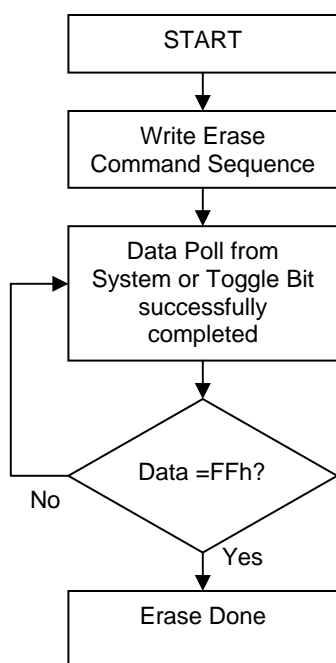 START
Write Erase
Command Sequence
Data Poll from
System or Toggle Bit
successfully
completed
Data =FFh?
No
Yes
Erase Done